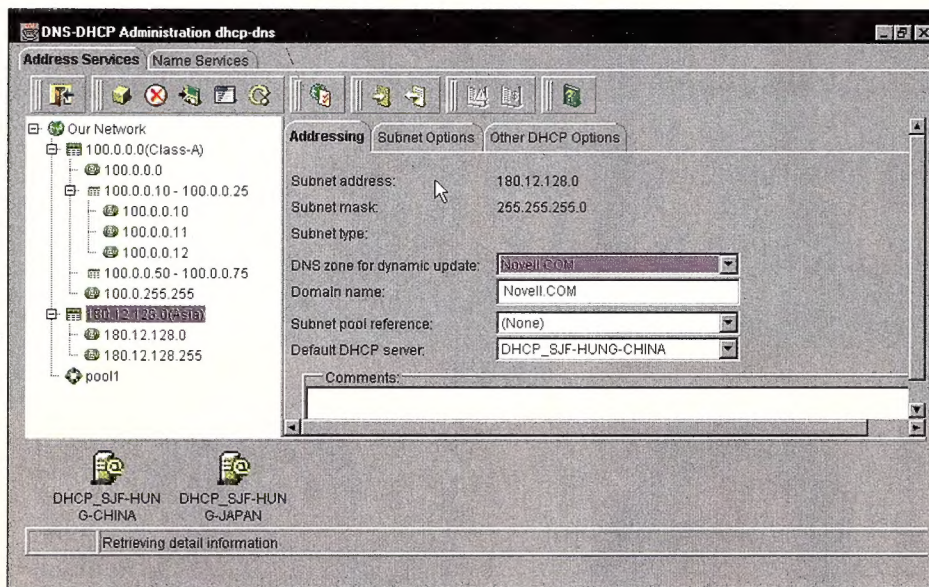 DNS-DHCP Administration dhcp-dns
Address Services
Name Services
Our Network
100.0.0.0(Class-A)
100.0.0.0
100.0.0.10 - 100.0.0.25
100.0.0.10
100.0.0.11
100.0.0.12
100.0.0.50 - 100.0.0.75
100.0.255.255
180.12.128.0(Asia)
180.12.128.0
180.12.128.255
pool1
Addressing
Subnet Options
Other DHCP Options
Subnet address: 180.12.128.0
Subnet mask: 255.255.255.0
Subnet type:
DNS zone for dynamic update: Novell.COM
Domain name: Novell.COM
Subnet pool reference: (None)
Default DHCP server: DHCP_SJF-HUNG-CHINA
Comments:
DHCP_SJF-HUN
G-CHINA
DHCP_SJF-HUN
G-JAPAN
Retrieving detail information